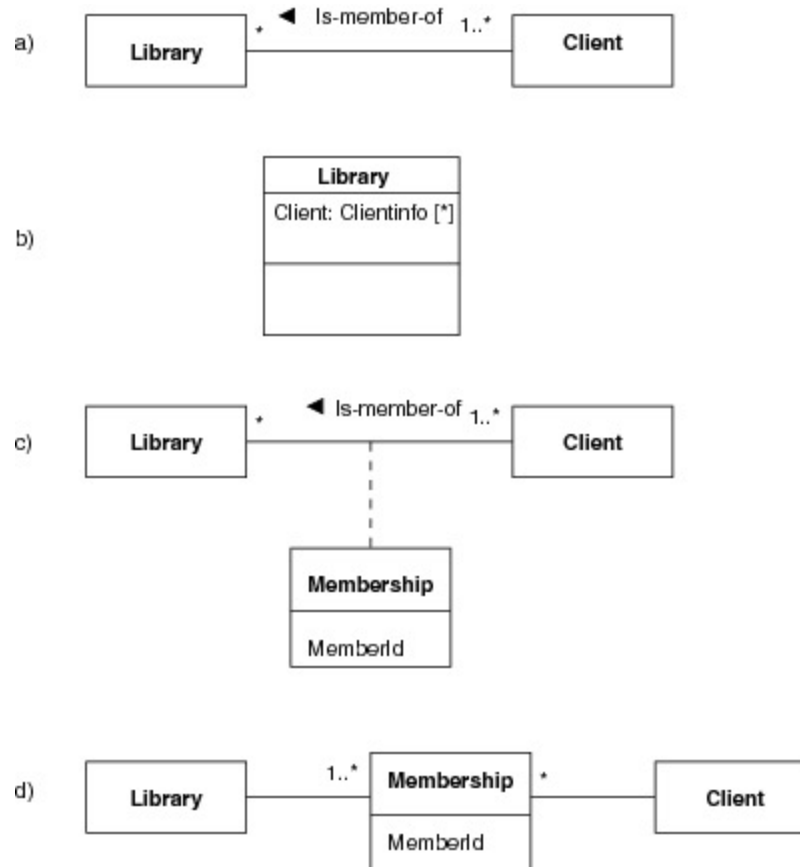 a)
Library
* ◄ Is-member-of 1..*
Client
b)
Library
Client: Clientinfo [*]
c)
Library
* ◄ Is-member-of 1..*
Client
Membership
MemberId
d)
Library
1..*
Membership
MemberId
*
Client